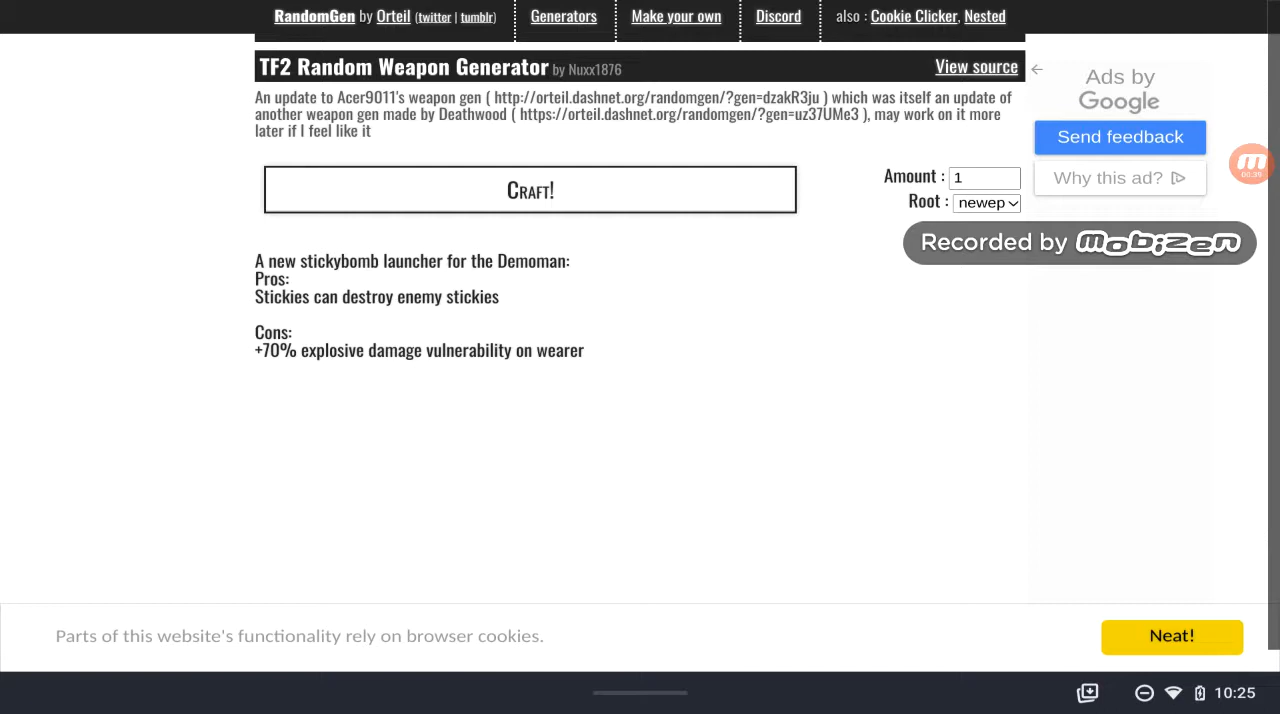 RandomGen by Orteil (twitter | tumblr)
Generators
Make your own
Discord
also : Cookie Clicker, Nested
TF2 Random Weapon Generator by Nuxx1876
View source
An update to Acer9011's weapon gen ( http://orteil.dashnet.org/randomgen/?gen=dzakR3ju ) which was itself an update of
another weapon gen made by Deathwood ( https://orteil.dashnet.org/randomgen/?gen=uz37UMe3 ), may work on it more
later if I feel like it
Ads by
Google
Send feedback
Why this ad?
Craft!
Amount : 1
Root : newep
00:39
Recorded by mobizen
A new stickybomb launcher for the Demoman:
Pros:
Stickies can destroy enemy stickies
Cons:
+70% explosive damage vulnerability on wearer
Parts of this website's functionality rely on browser cookies.
Neat!
10:25